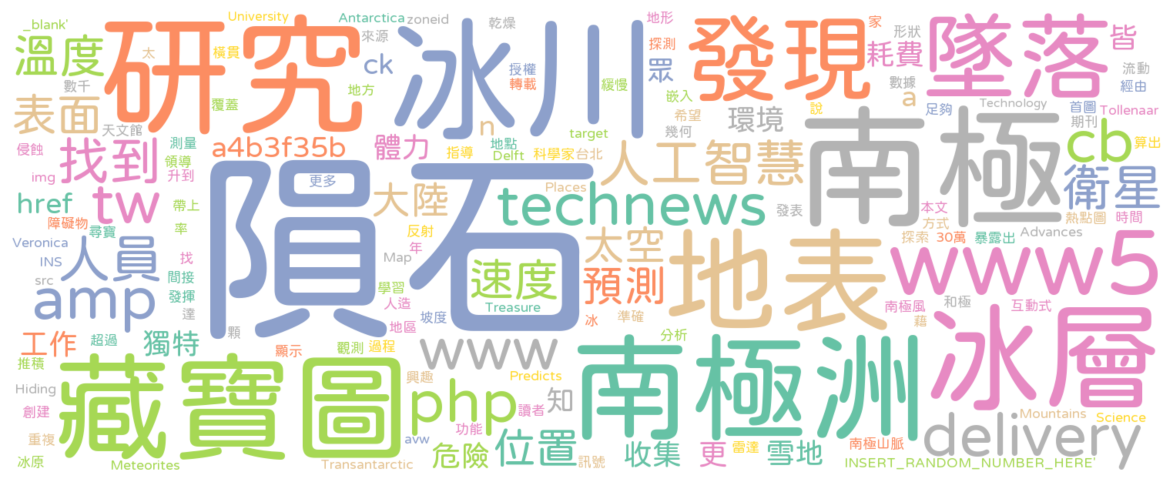 _blank'
University
Antarctica
zoneid
乾燥
地形
家
形狀
墜落
皆
溫度
太
橫貫
研究
來源
ck
冰川
授權
轉載
探測
眾
發現
耗費
數據
流動
經由
數千
覆蓋
地方
緩慢
嵌入
希望
說
a
足夠
Technology
首圖
期刊
Tollenaar
表面
天文館
n
target
幾何
環境
cb
算出
侵蝕
找到
測量
領導
升到
a4b3f35b
體力
指導
地點
Delft
科學家
台北
人工智慧
南極
衛星
img
tw
隕石
更多
大陸
Places
technews
發表
本文
方式
熱點圖
時間
href
障礙物
尋寶
帶上
率
反射
年
太空
探索
30萬
暴露出
Advances
Veronica
INS
src
人員
找
間接
發揮
達
Map
學習
人造
地區
速度
Treasure
坡度
冰
預測
準確
地表
www5
南極風
和極
藉
互動式
amp
顆
工作
超過
獨特
顯示
觀測
過程
www
分析
南極洲
冰層
推積
Hiding
創建
重複
冰原
藏寶圖
Meteorites
興趣
Predicts
php
讀者
功能
avw
Transantarctic
知
危險
位置
訊號
收集
更
雷達
雪地
南極山脈
Mountains
Science
delivery
INSERT_RANDOM_NUMBER_HERE'